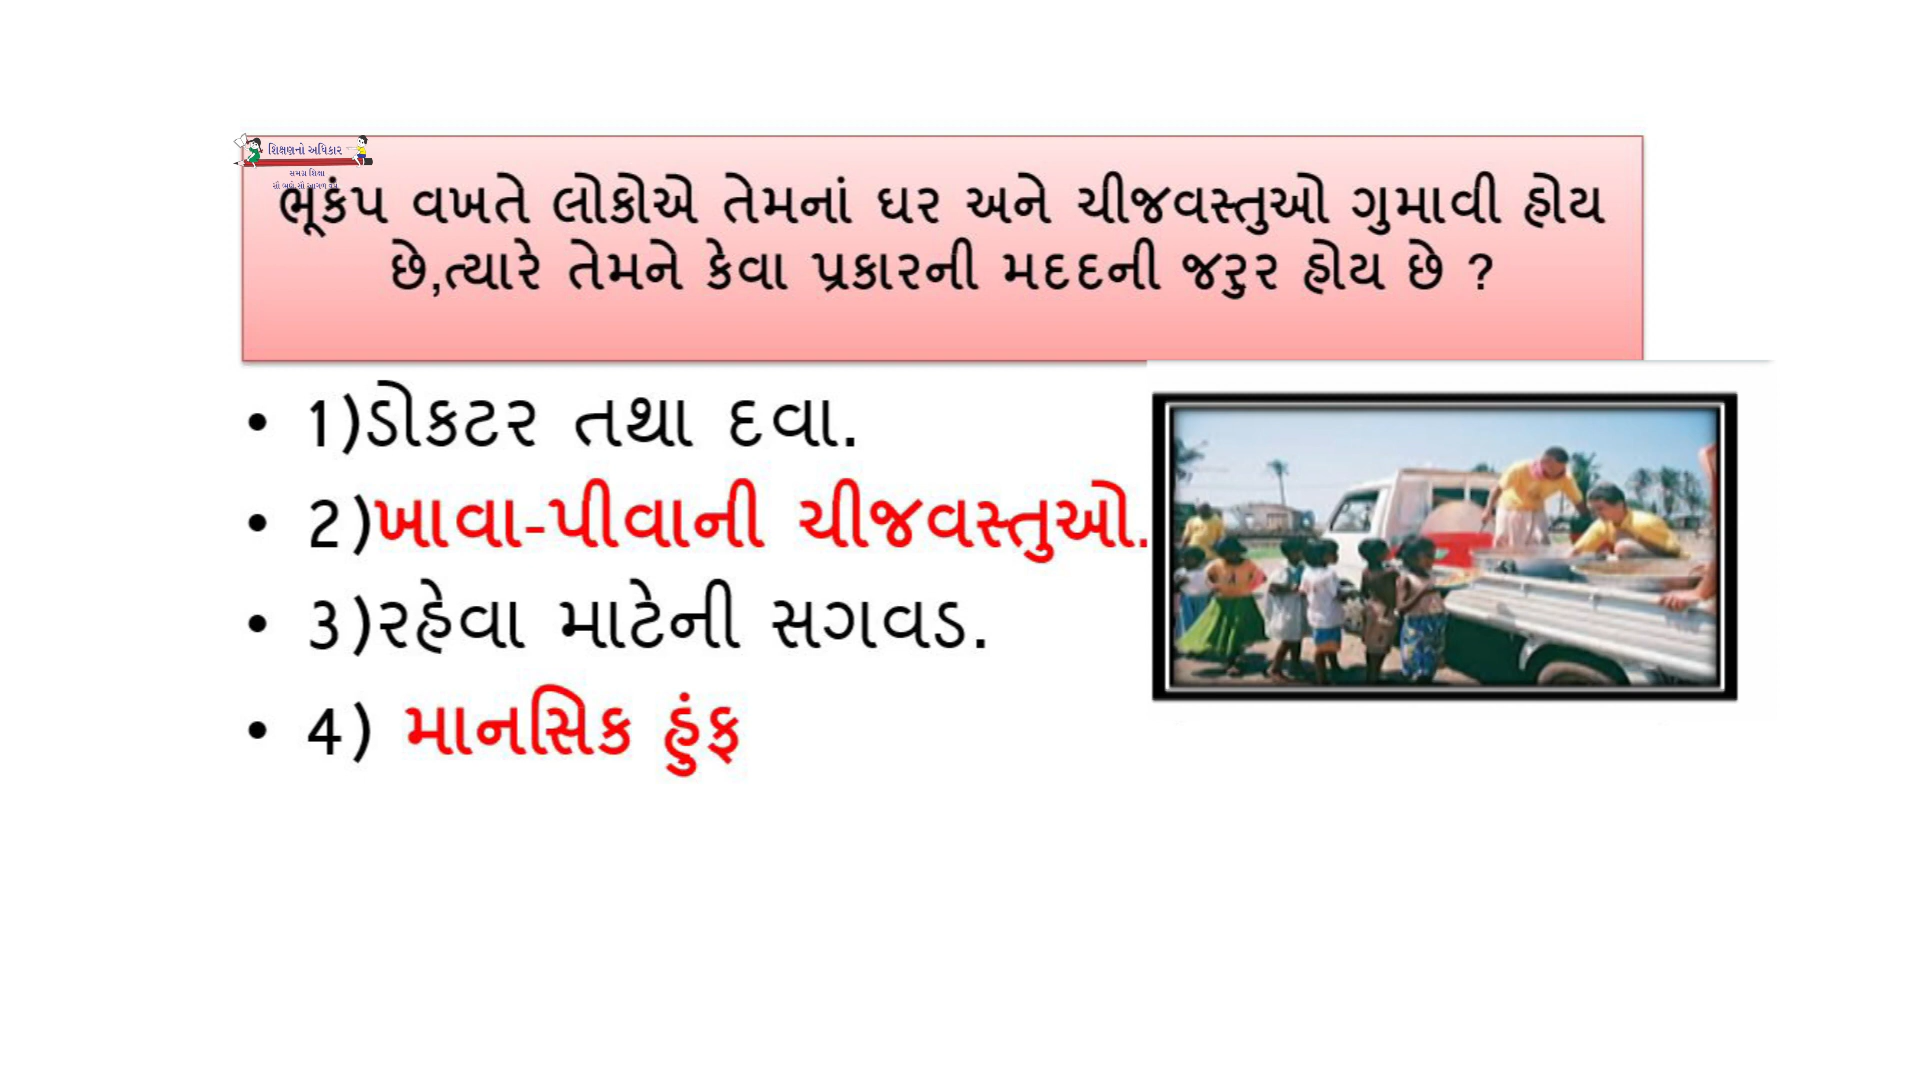 શિક્ષણનો અધિકાર
સમગ્ર શિક્ષા
ભૂકંપ વખતે લોકોએ તેમનાં ઘર અને ચીજવસ્તુઓ ગુમાવી હોય
છે,ત્યારે તેમને કેવા પ્રકારની મદદની જરુર હોય છે ?
• 1)ડોકટર તથા દવા.
• 2)ખાવા-પીવાની ચીજવસ્તુઓ.
• 3)રહેવા માટેની સગવડ.
• 4) માનસિક હુંફ